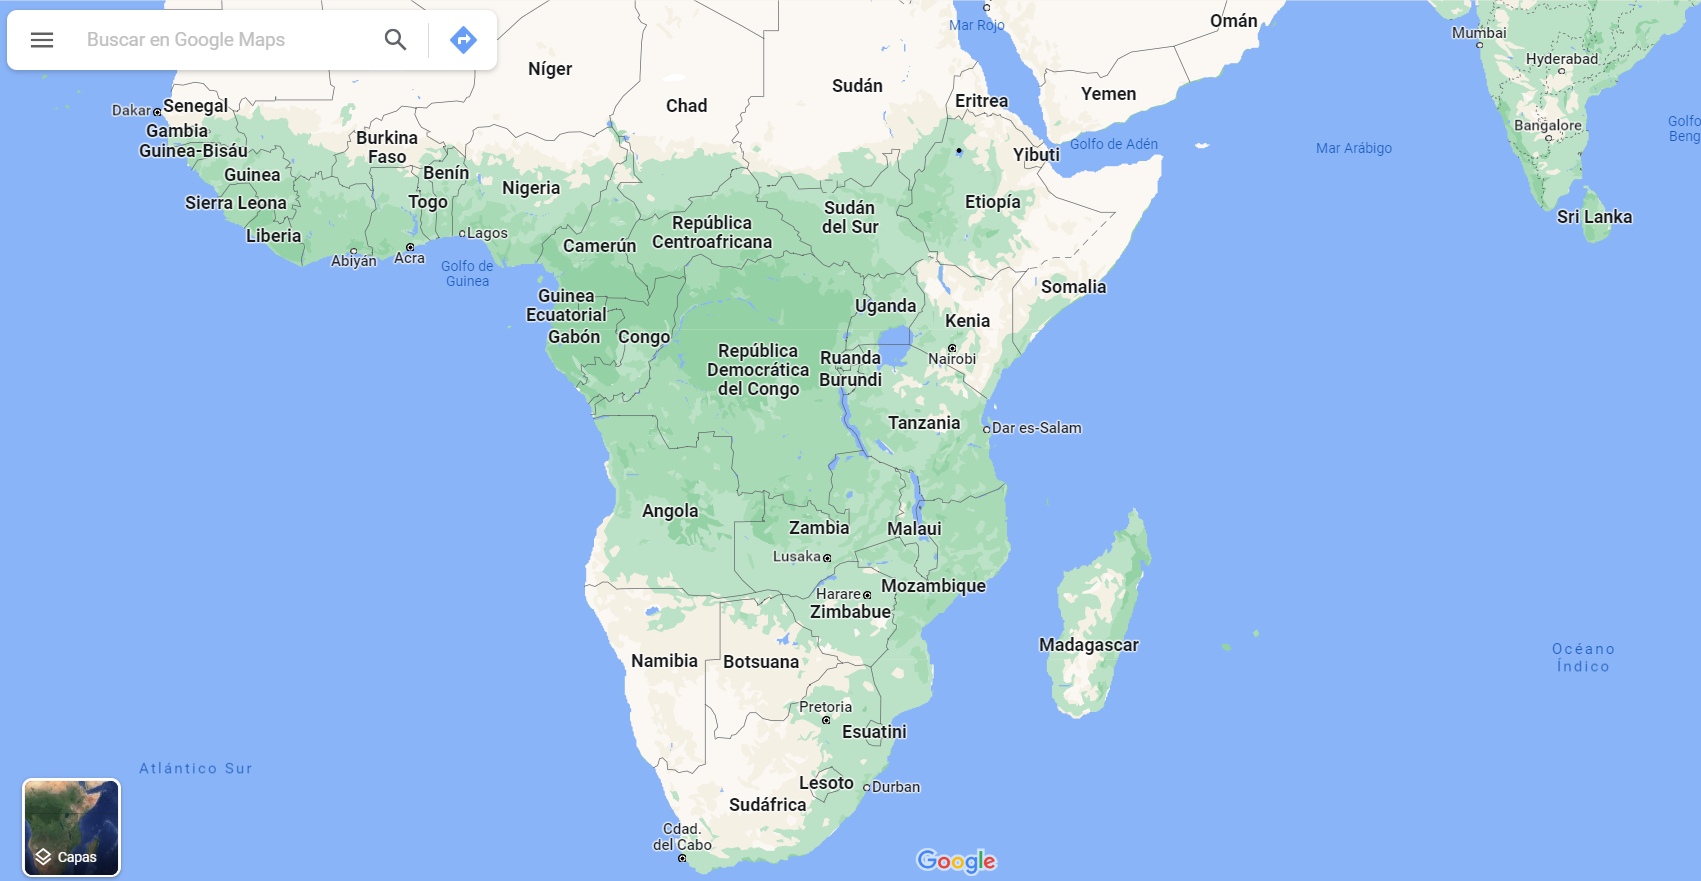 Buscar en Google Maps
Mar Rojo
Omán
Mumbai
Hyderabad
Níger
Chad
Sudán
Eritrea
Yemen
Dakar
Senegal
Gambia
Guinea-Bisáu
Burkina
Faso
Yibuti
Golfo de Adén
Mar Arábigo
Bangalore
Golfo
Beng
Guinea
Benín
Nigeria
Sierra Leona
Togo
Etiopía
Sudán
del Sur
Sri Lanka
República
Centroafricana
Liberia
Lagos
Camerún
Abiyán
Acra
Golfo de
Guinea
Guinea
Ecuatorial
Gabón
Congo
Uganda
Somalia
Kenia
Nairobi
República
Democrática
del Congo
Ruanda
Burundi
Tanzania
Dar es-Salam
Angola
Zambia
Malaui
Lusaka
Harare
Mozambique
Zimbabue
Madagascar
Océano
Índico
Namibia
Botsuana
Pretoria
Esuatini
Atlántico Sur
Lesoto
Durban
Sudáfrica
Cdad.
del Cabo
Capas
Google